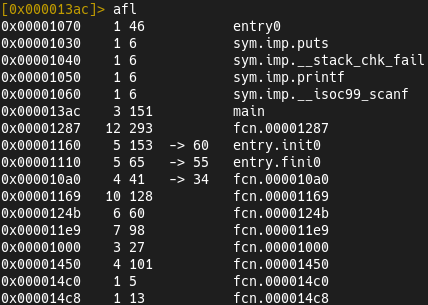 [0x000013ac]> afl
0x00001070    1 46           entry0
0x00001030    1 6            sym.imp.puts
0x00001040    1 6            sym.imp.__stack_chk_fail
0x00001050    1 6            sym.imp.printf
0x00001060    1 6            sym.imp.__isoc99_scanf
0x000013ac    3 151          main
0x00001287   12 293          fcn.00001287
0x00001160    5 153  -> 60   entry.init0
0x00001110    5 65   -> 55   entry.fini0
0x000010a0    4 41   -> 34   fcn.000010a0
0x00001169   10 128          fcn.00001169
0x0000124b    6 60           fcn.0000124b
0x000011e9    7 98           fcn.000011e9
0x00001000    3 27           fcn.00001000
0x00001450    4 101          fcn.00001450
0x000014c0    1 5            fcn.000014c0
0x000014c8    1 13           fcn.000014c8